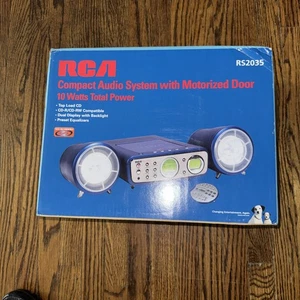 RCA
RS2035
Compact Audio System with Motorized Door
10 Watts Total Power
• Top-Load CD
• CD-R/CD-RW Compatible
• Dual Display with Backlight
• Preset Equalizers